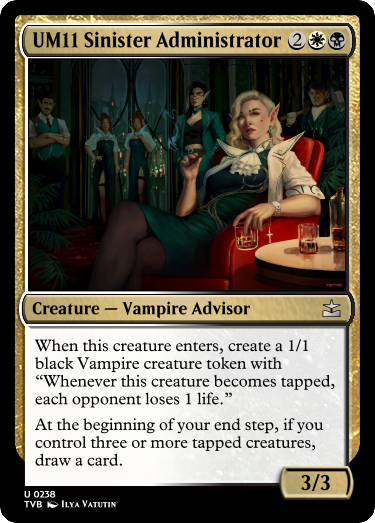 UM11 Sinister Administrator 2
Creature — Vampire Advisor
When this creature enters, create a 1/1
black Vampire creature token with
“Whenever this creature becomes tapped,
each opponent loses 1 life.”
At the beginning of your end step, if you
control three or more tapped creatures,
draw a card.
3/3
U 0238
TVB Ilya Vatutin